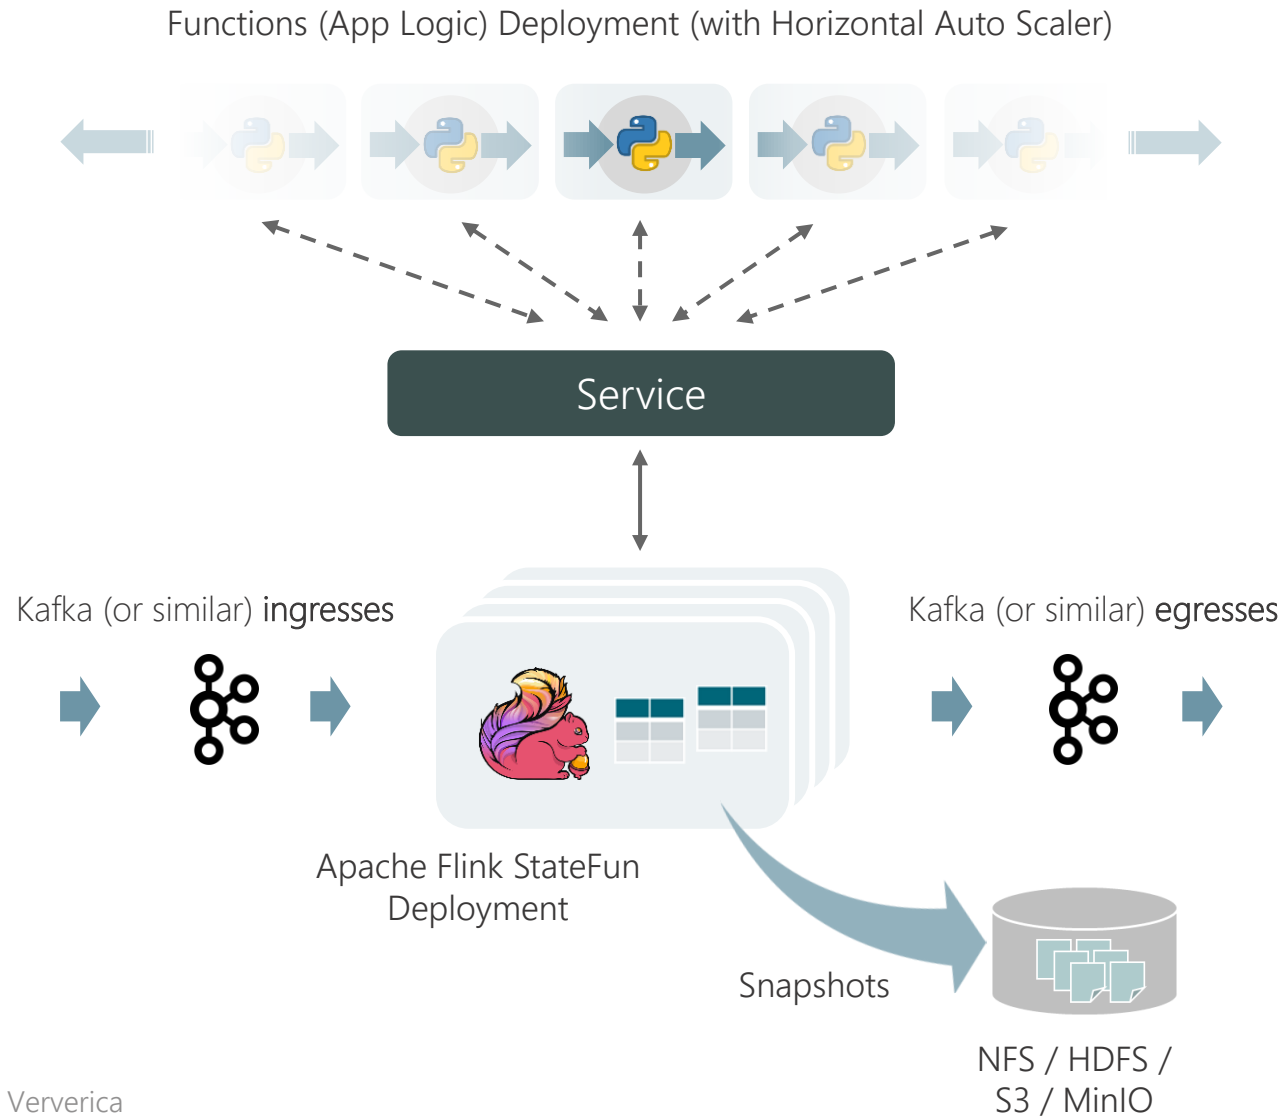 Functions (App Logic) Deployment (with Horizontal Auto Scaler)
Service
Kafka (or similar) ingresses
Kafka (or similar) egresses
Apache Flink StateFun
Deployment
Snapshots
NFS / HDFS /
S3 / MinIO
Ververica